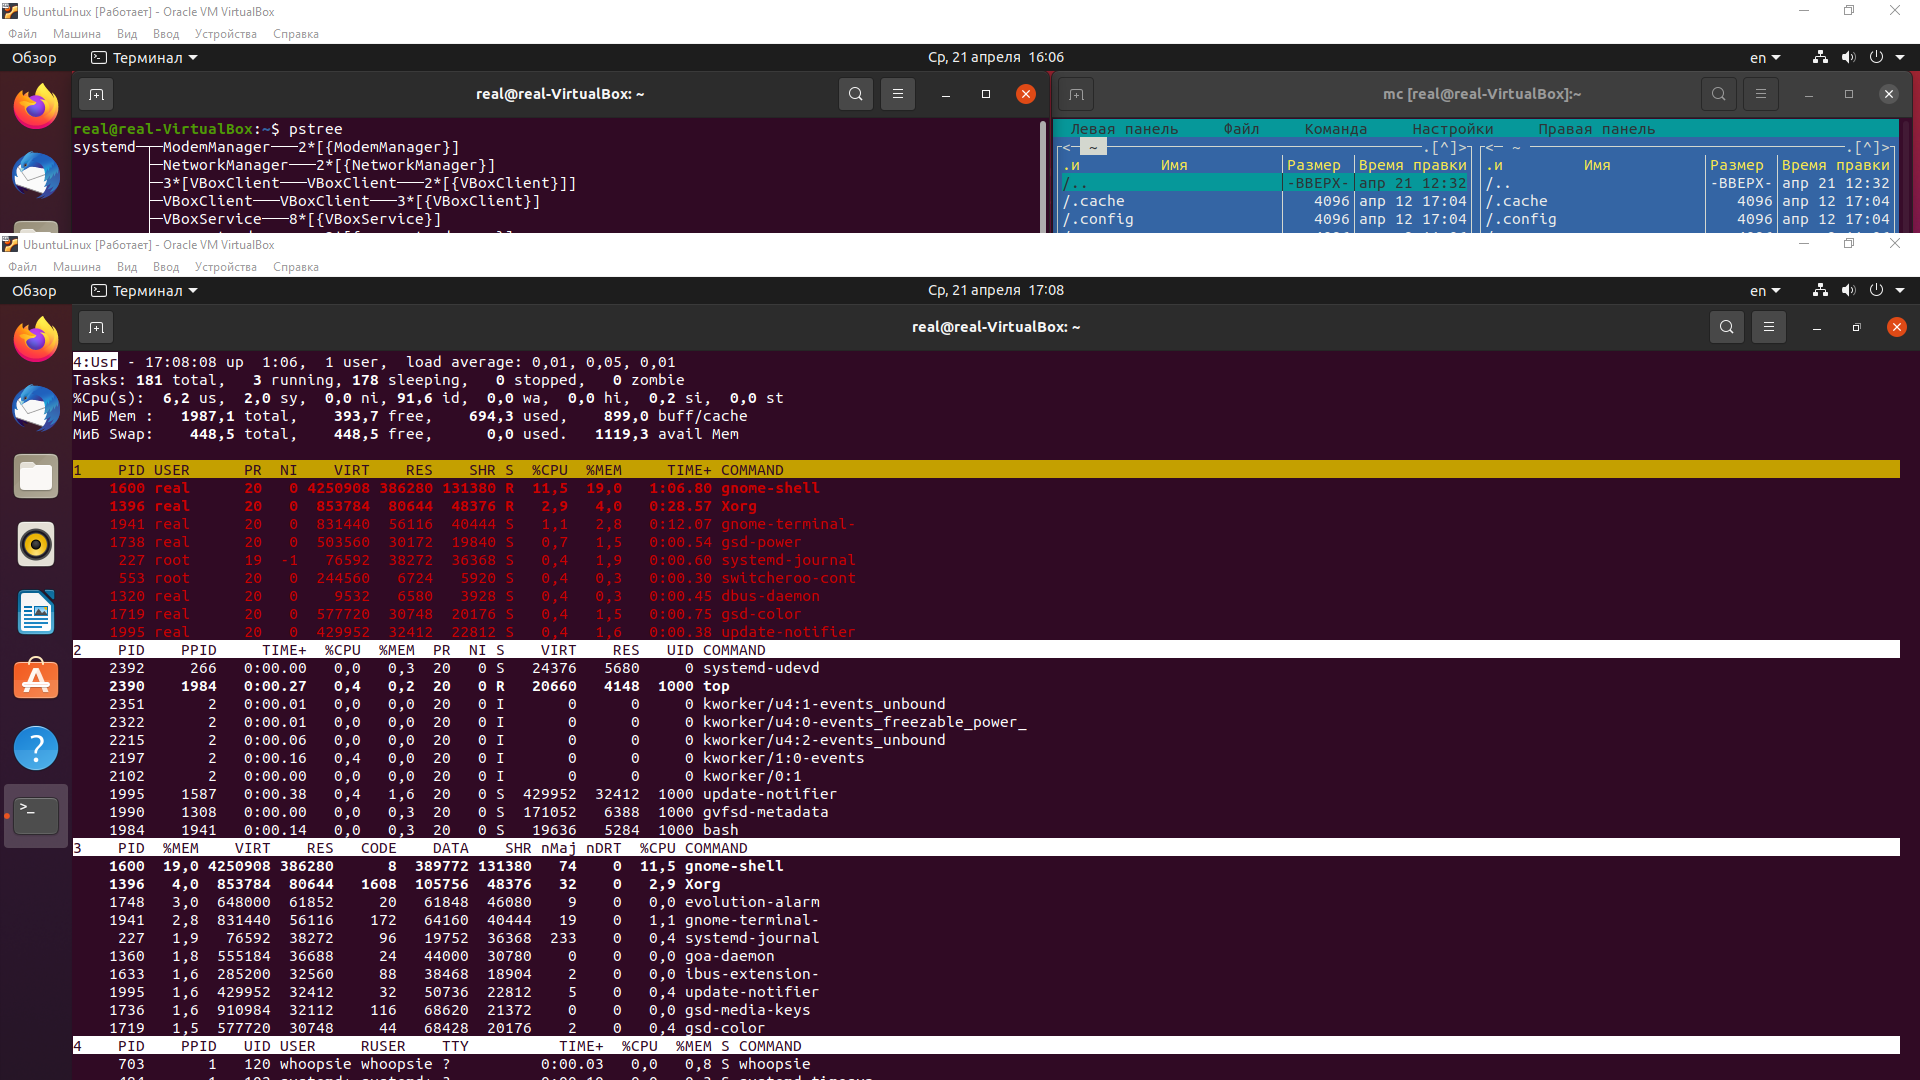 UbuntuLinux [Работает] - Oracle VM VirtualBox
Файл Машина Вид Ввод Устройства Справка
Обзор Терминал Ср, 21 апреля 16:06 en
real@real-VirtualBox: ~
mc [real@real-VirtualBox]:~
real@real-VirtualBox:~$ pstree
systemd─┬─ModemManager───2*[{ModemManager}]
├─NetworkManager───2*[{NetworkManager}]
├─3*[VBoxClient───VBoxClient───2*[{VBoxClient}]]
├─VBoxClient───VBoxClient───3*[{VBoxClient}]
├─VBoxService───8*[{VBoxService}]
Левая панель Файл Команда Настройки Правая панель
<─ ~ ─.[^]>
.и Имя Размер Время правки
/.. -ВВЕРХ- апр 21 12:32
/.cache 4096 апр 12 17:04
/.config 4096 апр 12 17:04
<─ ~ ─.[^]>
.и Имя Размер Время правки
/.. -ВВЕРХ- апр 21 12:32
/.cache 4096 апр 12 17:04
/.config 4096 апр 12 17:04
UbuntuLinux [Работает] - Oracle VM VirtualBox
Файл Машина Вид Ввод Устройства Справка
Обзор Терминал Ср, 21 апреля 17:08 en
real@real-VirtualBox: ~
4:Usr - 17:08:08 up 1:06, 1 user, load average: 0,01, 0,05, 0,01
Tasks: 181 total, 3 running, 178 sleeping, 0 stopped, 0 zombie
%Cpu(s): 6,2 us, 2,0 sy, 0,0 ni, 91,6 id, 0,0 wa, 0,0 hi, 0,2 si, 0,0 st
МиБ Mem : 1987,1 total, 393,7 free, 694,3 used, 899,0 buff/cache
МиБ Swap: 448,5 total, 448,5 free, 0,0 used. 1119,3 avail Mem
1 PID USER PR NI VIRT RES SHR S %CPU %MEM TIME+ COMMAND
1600 real 20 0 4250908 386280 131380 R 11,5 19,0 1:06.80 gnome-shell
1396 real 20 0 853784 80644 48376 R 2,9 4,0 0:28.57 Xorg
1941 real 20 0 831440 56116 40444 S 1,1 2,8 0:12.07 gnome-terminal-
1738 real 20 0 503560 30172 19840 S 0,7 1,5 0:00.54 gsd-power
227 root 19 -1 76592 38272 36368 S 0,4 1,9 0:00.60 systemd-journal
553 root 20 0 244560 6724 5920 S 0,4 0,3 0:00.30 switcheroo-cont
1320 real 20 0 9532 6580 3928 S 0,4 0,3 0:00.45 dbus-daemon
1719 real 20 0 577720 30748 20176 S 0,4 1,5 0:00.75 gsd-color
1995 real 20 0 429952 32412 22812 S 0,4 1,6 0:00.38 update-notifier
2 PID PPID TIME+ %CPU %MEM PR NI S VIRT RES UID COMMAND
2392 266 0:00.00 0,0 0,3 20 0 S 24376 5680 0 systemd-udevd
2390 1984 0:00.27 0,4 0,2 20 0 R 20660 4148 1000 top
2351 2 0:00.01 0,0 0,0 20 0 I 0 0 0 kworker/u4:1-events_unbound
2322 2 0:00.01 0,0 0,0 20 0 I 0 0 0 kworker/u4:0-events_freezable_power_
2215 2 0:00.06 0,0 0,0 20 0 I 0 0 0 kworker/u4:2-events_unbound
2197 2 0:00.16 0,4 0,0 20 0 I 0 0 0 kworker/1:0-events
2102 2 0:00.00 0,0 0,0 20 0 I 0 0 0 kworker/0:1
1995 1587 0:00.38 0,4 1,6 20 0 S 429952 32412 1000 update-notifier
1990 1308 0:00.00 0,0 0,3 20 0 S 171052 6388 1000 gvfsd-metadata
1984 1941 0:00.14 0,0 0,3 20 0 S 19636 5284 1000 bash
3 PID %MEM VIRT RES CODE DATA SHR nMaj nDRT %CPU COMMAND
1600 19,0 4250908 386280 8 389772 131380 74 0 11,5 gnome-shell
1396 4,0 853784 80644 1608 105756 48376 32 0 2,9 Xorg
1748 3,0 648000 61852 20 61848 46080 9 0 0,0 evolution-alarm
1941 2,8 831440 56116 172 64160 40444 19 0 1,1 gnome-terminal-
227 1,9 76592 38272 96 19752 36368 233 0 0,4 systemd-journal
1360 1,8 555184 36688 24 44000 30780 0 0 0,0 goa-daemon
1633 1,6 285200 32560 88 38468 18904 2 0 0,0 ibus-extension-
1995 1,6 429952 32412 32 50736 22812 5 0 0,4 update-notifier
1736 1,6 910984 32112 116 68620 21372 0 0 0,0 gsd-media-keys
1719 1,5 577720 30748 44 68428 20176 2 0 0,4 gsd-color
4 PID PPID UID USER RUSER TTY TIME+ %CPU %MEM S COMMAND
703 1 120 whoopsie whoopsie ? 0:00.03 0,0 0,8 S whoopsie